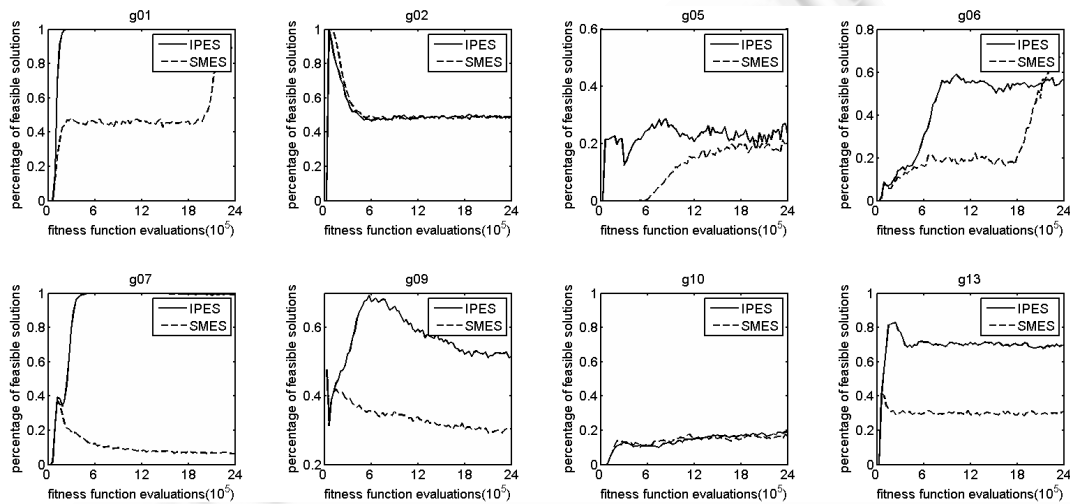 g01
percentage of feasible solutions
1
0.8
0.6
0.4
0.2
0
IPES
SMES
0 6 12 18 24
fitness function evaluations(10^5)
g02
percentage of feasible solutions
1
0.8
0.6
0.4
0.2
0
IPES
SMES
0 6 12 18 24
fitness function evaluations(10^5)
g05
percentage of feasible solutions
0.6
0.4
0.2
0
IPES
SMES
0 6 12 18 24
fitness function evaluations(10^5)
g06
percentage of feasible solutions
0.8
0.6
0.4
0.2
0
IPES
SMES
0 6 12 18 24
fitness function evaluations(10^5)
g07
percentage of feasible solutions
1
0.8
0.6
0.4
0.2
0
IPES
SMES
0 6 12 18 24
fitness function evaluations(10^5)
g09
percentage of feasible solutions
0.6
0.4
0.2
IPES
SMES
0 6 12 18 24
fitness function evaluations(10^5)
g10
percentage of feasible solutions
1
0.8
0.6
0.4
0.2
0
IPES
SMES
0 6 12 18 24
fitness function evaluations(10^5)
g13
percentage of feasible solutions
1
0.8
0.6
0.4
0.2
0
IPES
SMES
0 6 12 18 24
fitness function evaluations(10^5)